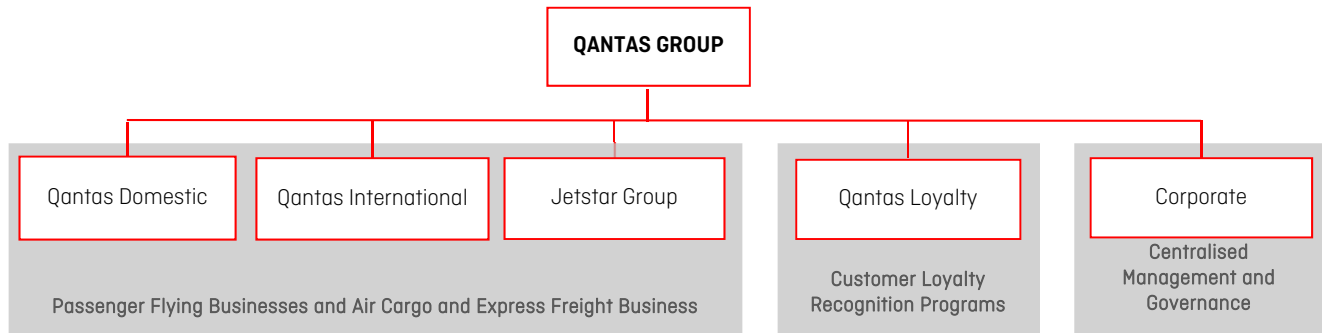 QANTAS GROUP
Qantas Domestic
Qantas International
Jetstar Group
Qantas Loyalty
Corporate
Passenger Flying Businesses and Air Cargo and Express Freight Business
Customer Loyalty
Recognition Programs
Centralised
Management and
Governance